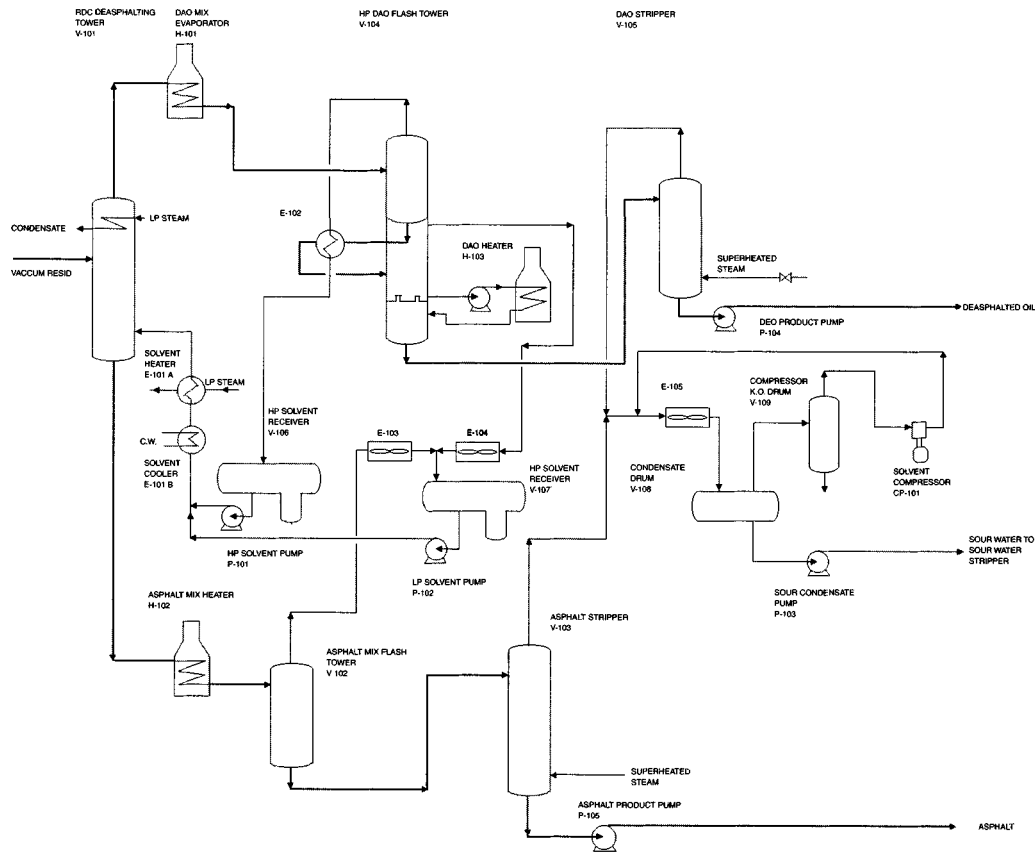 RDC DEASPHALTING
TOWER
V-101
DAO MIX
EVAPORATOR
H-101
HP DAO FLASH TOWER
V-104
DAO STRIPPER
V-105
LP STEAM
CONDENSATE
VACCUM RESID
E-102
DAO HEATER
H-103
SUPERHEATED
STEAM
DEASPHALTED OIL
DEO PRODUCT PUMP
P-104
SOLVENT
HEATER
E-101 A
LP STEAM
C.W.
SOLVENT
COOLER
E-101 B
HP SOLVENT
RECEIVER
V-106
E-103
E-104
HP SOLVENT
RECEIVER
V-107
E-105
COMPRESSOR
K.O. DRUM
V-109
CONDENSATE
DRUM
V-108
SOLVENT
COMPRESSOR
CP-101
HP SOLVENT PUMP
P-101
LP SOLVENT PUMP
P-102
SOUR WATER TO
SOUR WATER
STRIPPER
SOUR CONDENSATE
PUMP
P-103
ASPHALT MIX HEATER
H-102
ASPHALT MIX FLASH
TOWER
V 102
ASPHALT STRIPPER
V-103
SUPERHEATED
STEAM
ASPHALT PRODUCT PUMP
P-105
ASPHALT